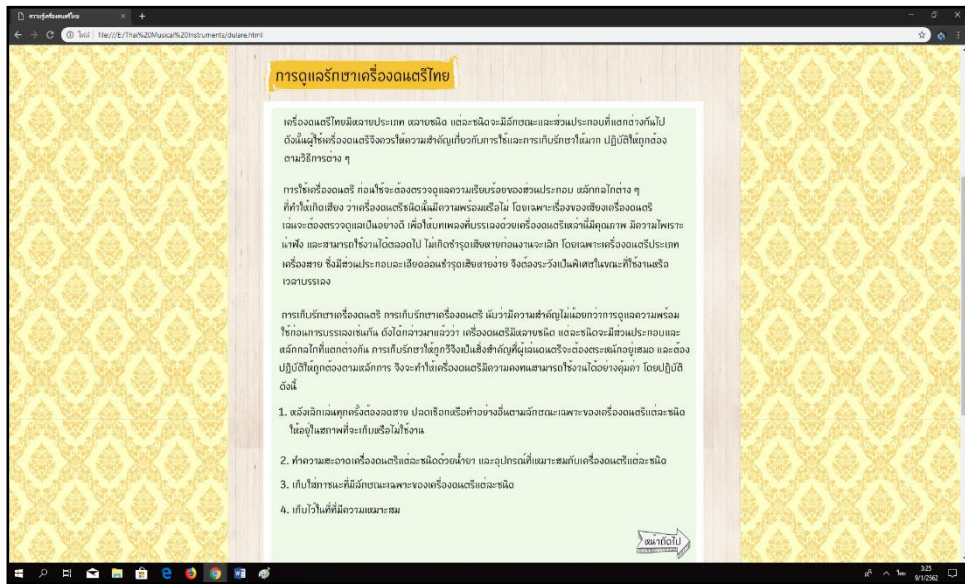 ความรู้เครื่องดนตรีไทย
ไฟล์ | file:///E:/Thai%20Musical%20Instruments/dulare.html
การดูแลรักษาเครื่องดนตรีไทย
เครื่องดนตรีไทยมีหลายประเภท หลายชนิด แต่ละชนิดจะมีลักษณะและส่วนประกอบที่แตกต่างกันไป
ดังนั้นผู้ใช้เครื่องดนตรีจึงควรให้ความสำคัญเกี่ยวกับการใช้และการเก็บรักษาให้มาก ปฏิบัติให้ถูกต้อง
ตามวิธีการต่าง ๆ
การใช้เครื่องดนตรี ก่อนใช้จะต้องตรวจดูแลความเรียบร้อยของส่วนประกอบ หลักกลไกต่าง ๆ
ที่ทำให้เกิดเสียง ว่าเครื่องดนตรีชนิดนั้นมีความพร้อมหรือไม่ โดยเฉพาะเรื่องของเสียงเครื่องดนตรี
เล่นจะต้องตรวจดูแลเป็นอย่างดี เพื่อให้บทเพลงที่บรรเลงด้วยเครื่องดนตรีเหล่านี้มีคุณภาพ มีความไพเราะ
น่าฟัง และสามารถใช้งานได้ตลอดไป ไม่เกิดชำรุดเสียหายก่อนงานจะเลิก โดยเฉพาะเครื่องดนตรีประเภท
เครื่องสาย ซึ่งมีส่วนประกอบละเอียดอ่อนชำรุดเสียหายง่าย จึงต้องระวังเป็นพิเศษในขณะที่ใช้งานหรือ
เวลาบรรเลง
การเก็บรักษาเครื่องดนตรี การเก็บรักษาเครื่องดนตรี นับว่ามีความสำคัญไม่น้อยกว่าการดูแลความพร้อม
ใช้ก่อนการบรรเลงเช่นกัน ดังได้กล่าวมาแล้วว่า เครื่องดนตรีมีหลายชนิด แต่ละชนิดจะมีส่วนประกอบและ
หลักกลไกที่แตกต่างกัน การเก็บรักษาให้ถูกวิธีจึงเป็นสิ่งสำคัญที่ผู้เล่นดนตรีจะต้องตระหนักอยู่เสมอ และต้อง
ปฏิบัติให้ถูกต้องตามหลักการ จึงจะทำให้เครื่องดนตรีมีความคงทนสามารถใช้งานได้อย่างคุ้มค่า โดยปฏิบัติ
ดังนี้
1. หลังเลิกเล่นทุกครั้งต้องลดสาย ปลดเชือกหรือทำอย่างอื่นตามลักษณะเฉพาะของเครื่องดนตรีแต่ละชนิด
ให้อยู่ในสภาพที่จะเก็บหรือไม่ใช้งาน
2. ทำความสะอาดเครื่องดนตรีแต่ละชนิดด้วยน้ำยา และอุปกรณ์ที่เหมาะสมกับเครื่องดนตรีแต่ละชนิด
3. เก็บใส่ภาชนะที่มีลักษณะเฉพาะของเครื่องดนตรีแต่ละชนิด
4. เก็บไว้ในที่ที่มีความเหมาะสม
หน้าถัดไป
3:25
ไทย
9/1/2562